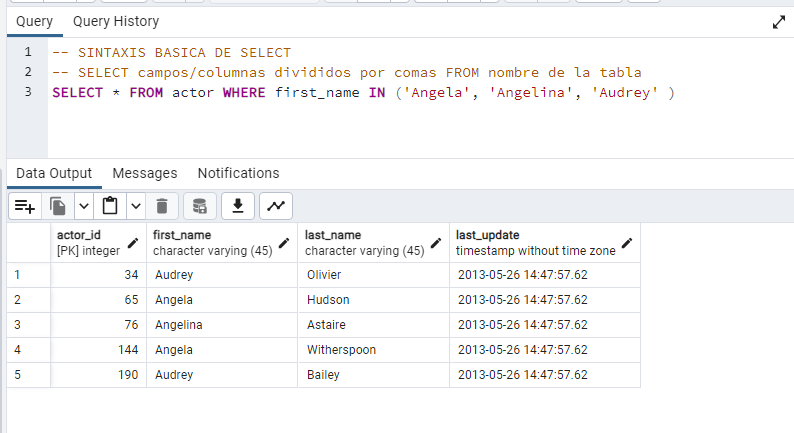 Query Query History
1 -- SINTAXIS BASICA DE SELECT
2 -- SELECT campos/columnas divididos por comas FROM nombre de la tabla
3 SELECT * FROM actor WHERE first_name IN ('Angela', 'Angelina', 'Audrey' )
Data Output Messages Notifications
actor_id first_name last_name last_update
[PK] integer character varying (45) character varying (45) timestamp without time zone
1 34 Audrey Olivier 2013-05-26 14:47:57.62
2 65 Angela Hudson 2013-05-26 14:47:57.62
3 76 Angelina Astaire 2013-05-26 14:47:57.62
4 144 Angela Witherspoon 2013-05-26 14:47:57.62
5 190 Audrey Bailey 2013-05-26 14:47:57.62